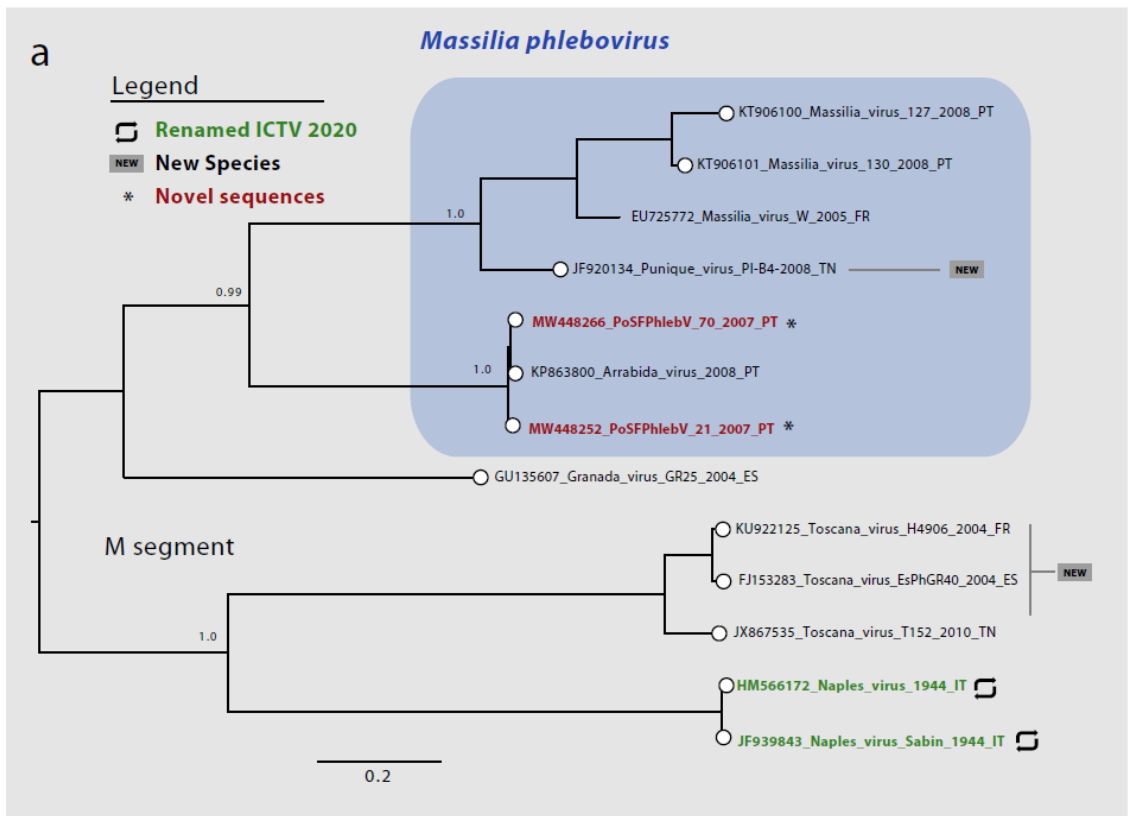 a
Massilia phlebovirus
Legend
Renamed ICTV 2020
NEW New Species
* Novel sequences
KT906100_Massilia_virus_127_2008_PT
KT906101_Massilia_virus_130_2008_PT
1.0
EU725772_Massilia_virus_W_2005_FR
JF920134_Punique_virus_PI-B4-2008_TN NEW
0.99
MW448266_PoSFPhlebV_70_2007_PT *
1.0
KP863800_Arrabida_virus_2008_PT
MW448252_PoSFPhlebV_21_2007_PT *
GU135607_Granada_virus_GR25_2004_ES
M segment
KU922125_Toscana_virus_H4906_2004_FR
NEW
FJ153283_Toscana_virus_EsPhGR40_2004_ES
JX867535_Toscana_virus_T152_2010_TN
1.0
HM566172_Naples_virus_1944_IT
JF939843_Naples_virus_Sabin_1944_IT
0.2